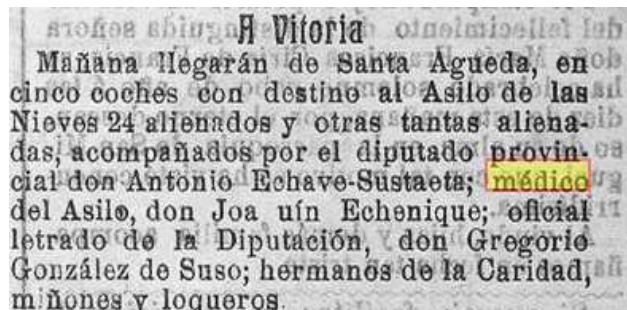 A Vitoria
Mañana llegarán de Santa Agueda, en
cinco coches con destino al Asilo de las
Nieves 24 alienados y otras tantas aliena-
das, acompañados por el diputado provin-
cial don Antonio Echave-Sustaeta; médico
del Asilo, don Joa uín Echenique; oficial
letrado de la Diputación, don Gregorio
González de Suso; hermanos de la Caridad,
miñones y loqueros.